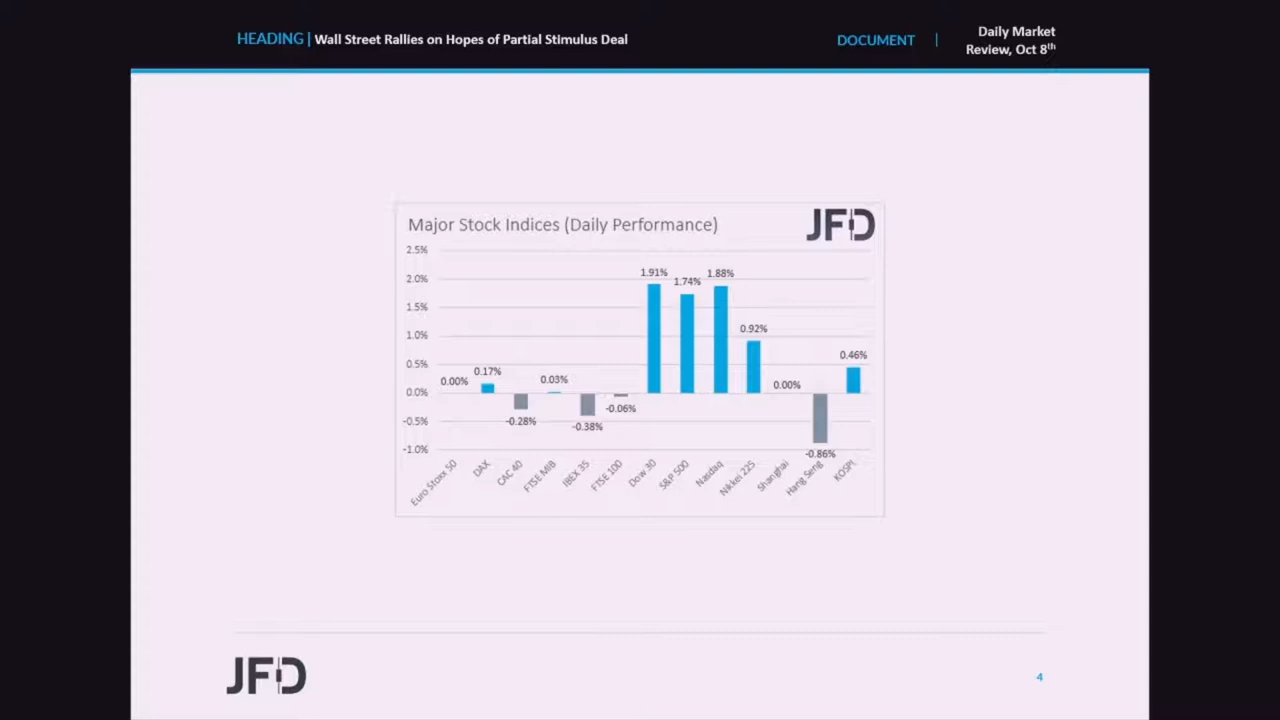 HEADING | Wall Street Rallies on Hopes of Partial Stimulus Deal
DOCUMENT |
Daily Market
Review, Oct 8th
Major Stock Indices (Daily Performance)
JFD
2.5%
2.0%
1.5%
1.0%
0.5%
0.0%
-0.5%
-1.0%
0.00%
0.17%
-0.28%
0.03%
-0.38%
-0.06%
1.91%
1.74%
1.88%
0.92%
0.00%
-0.86%
0.46%
Euro Stoxx 50
DAX
CAC 40
FTSE MIB
IBEX 35
FTSE 100
Dow 30
S&P 500
Nasdaq
Nikkei 225
Shanghai
Hang Seng
KOSPI
JFD
4